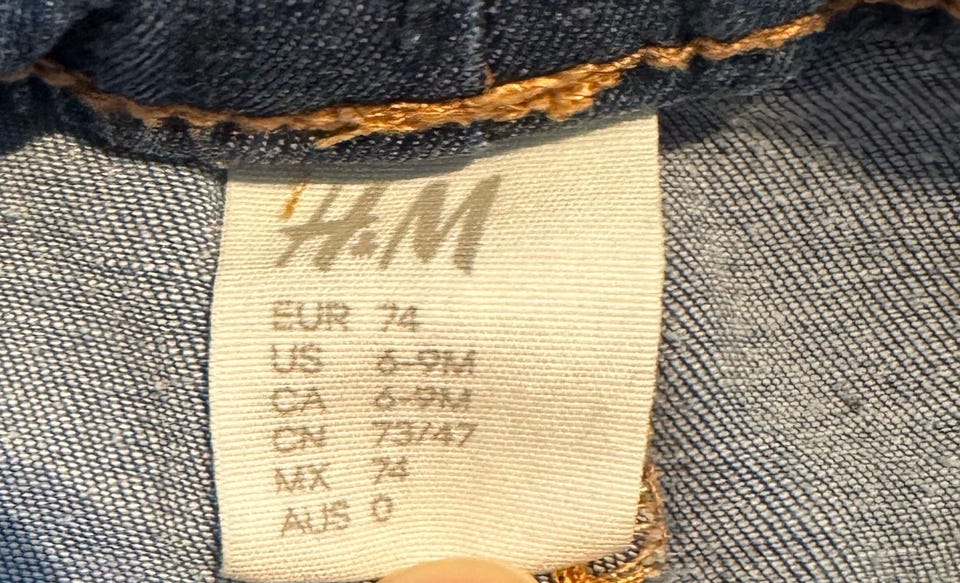 H&M
EUR 74
US 6-9M
CA 6-9M
CN 73/47
MX 74
AUS 0